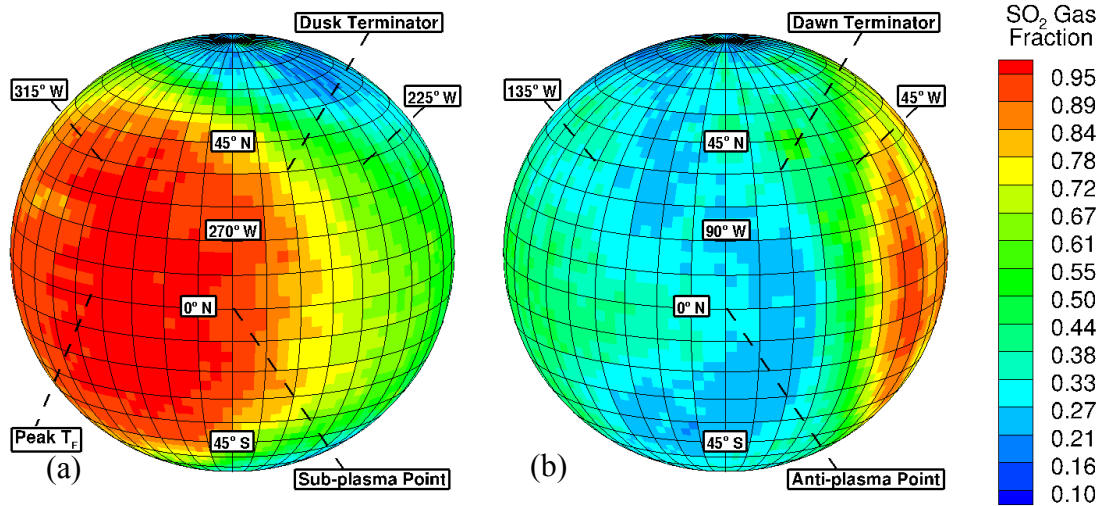 Dusk Terminator
315° W
225° W
45° N
270° W
0° N
45° S
Peak T_F
Sub-plasma Point
(a)
Dawn Terminator
135° W
45° W
45° N
90° W
0° N
45° S
Anti-plasma Point
(b)
SO₂ Gas
Fraction
0.95
0.89
0.84
0.78
0.72
0.67
0.61
0.55
0.50
0.44
0.38
0.33
0.27
0.21
0.16
0.10